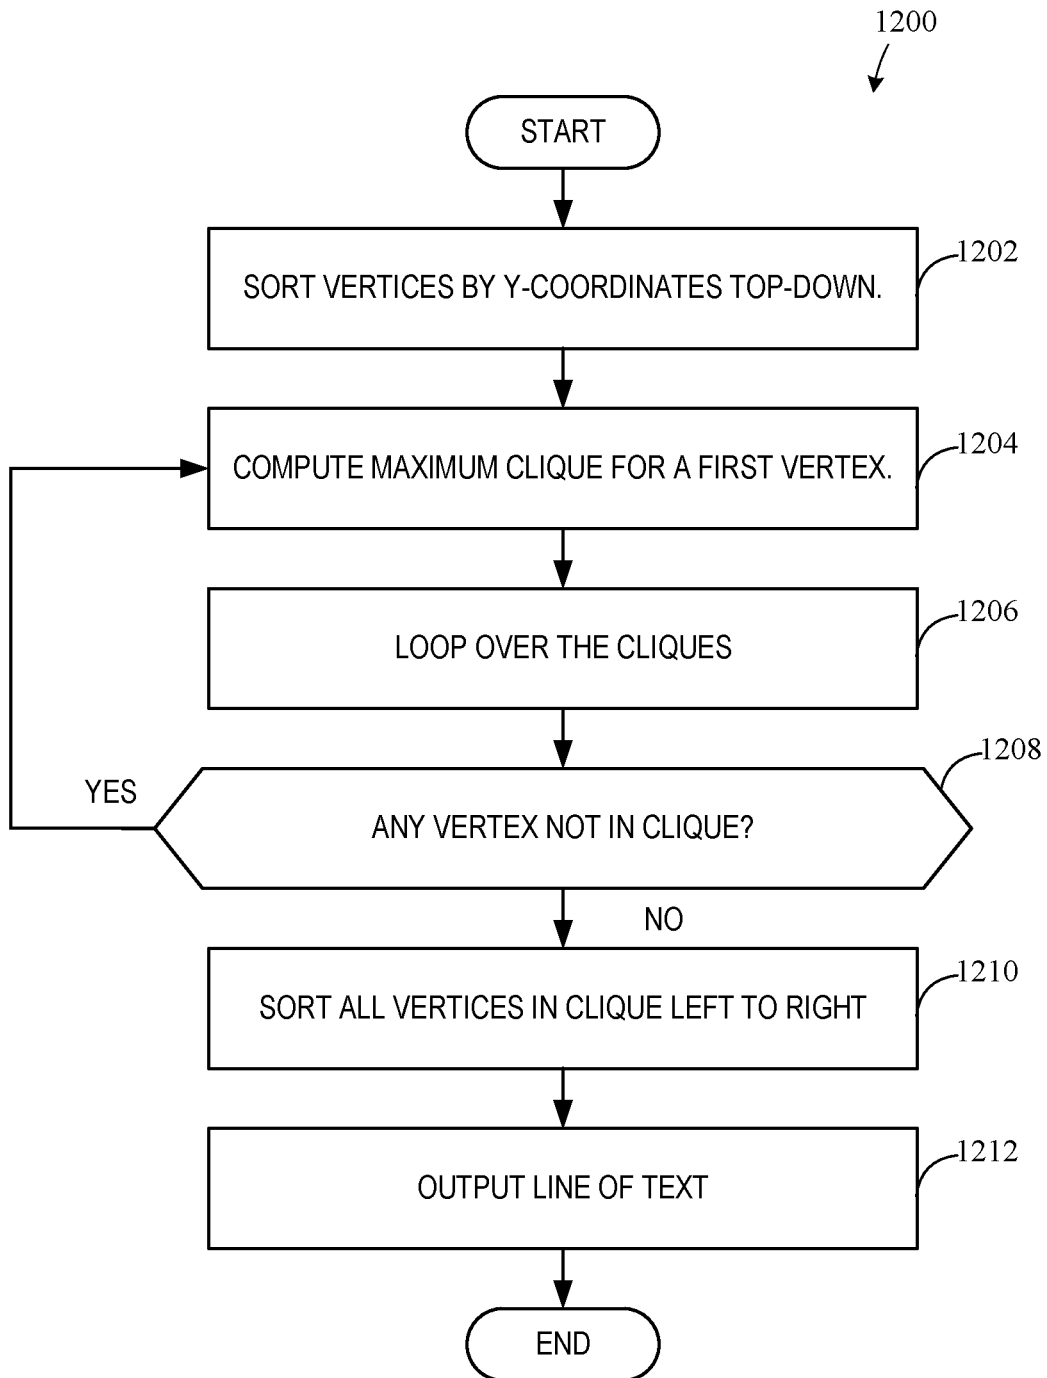 1200
START
SORT VERTICES BY Y-COORDINATES TOP-DOWN.
1202
COMPUTE MAXIMUM CLIQUE FOR A FIRST VERTEX.
1204
LOOP OVER THE CLIQUES
1206
ANY VERTEX NOT IN CLIQUE?
1208
YES
NO
SORT ALL VERTICES IN CLIQUE LEFT TO RIGHT
1210
OUTPUT LINE OF TEXT
1212
END